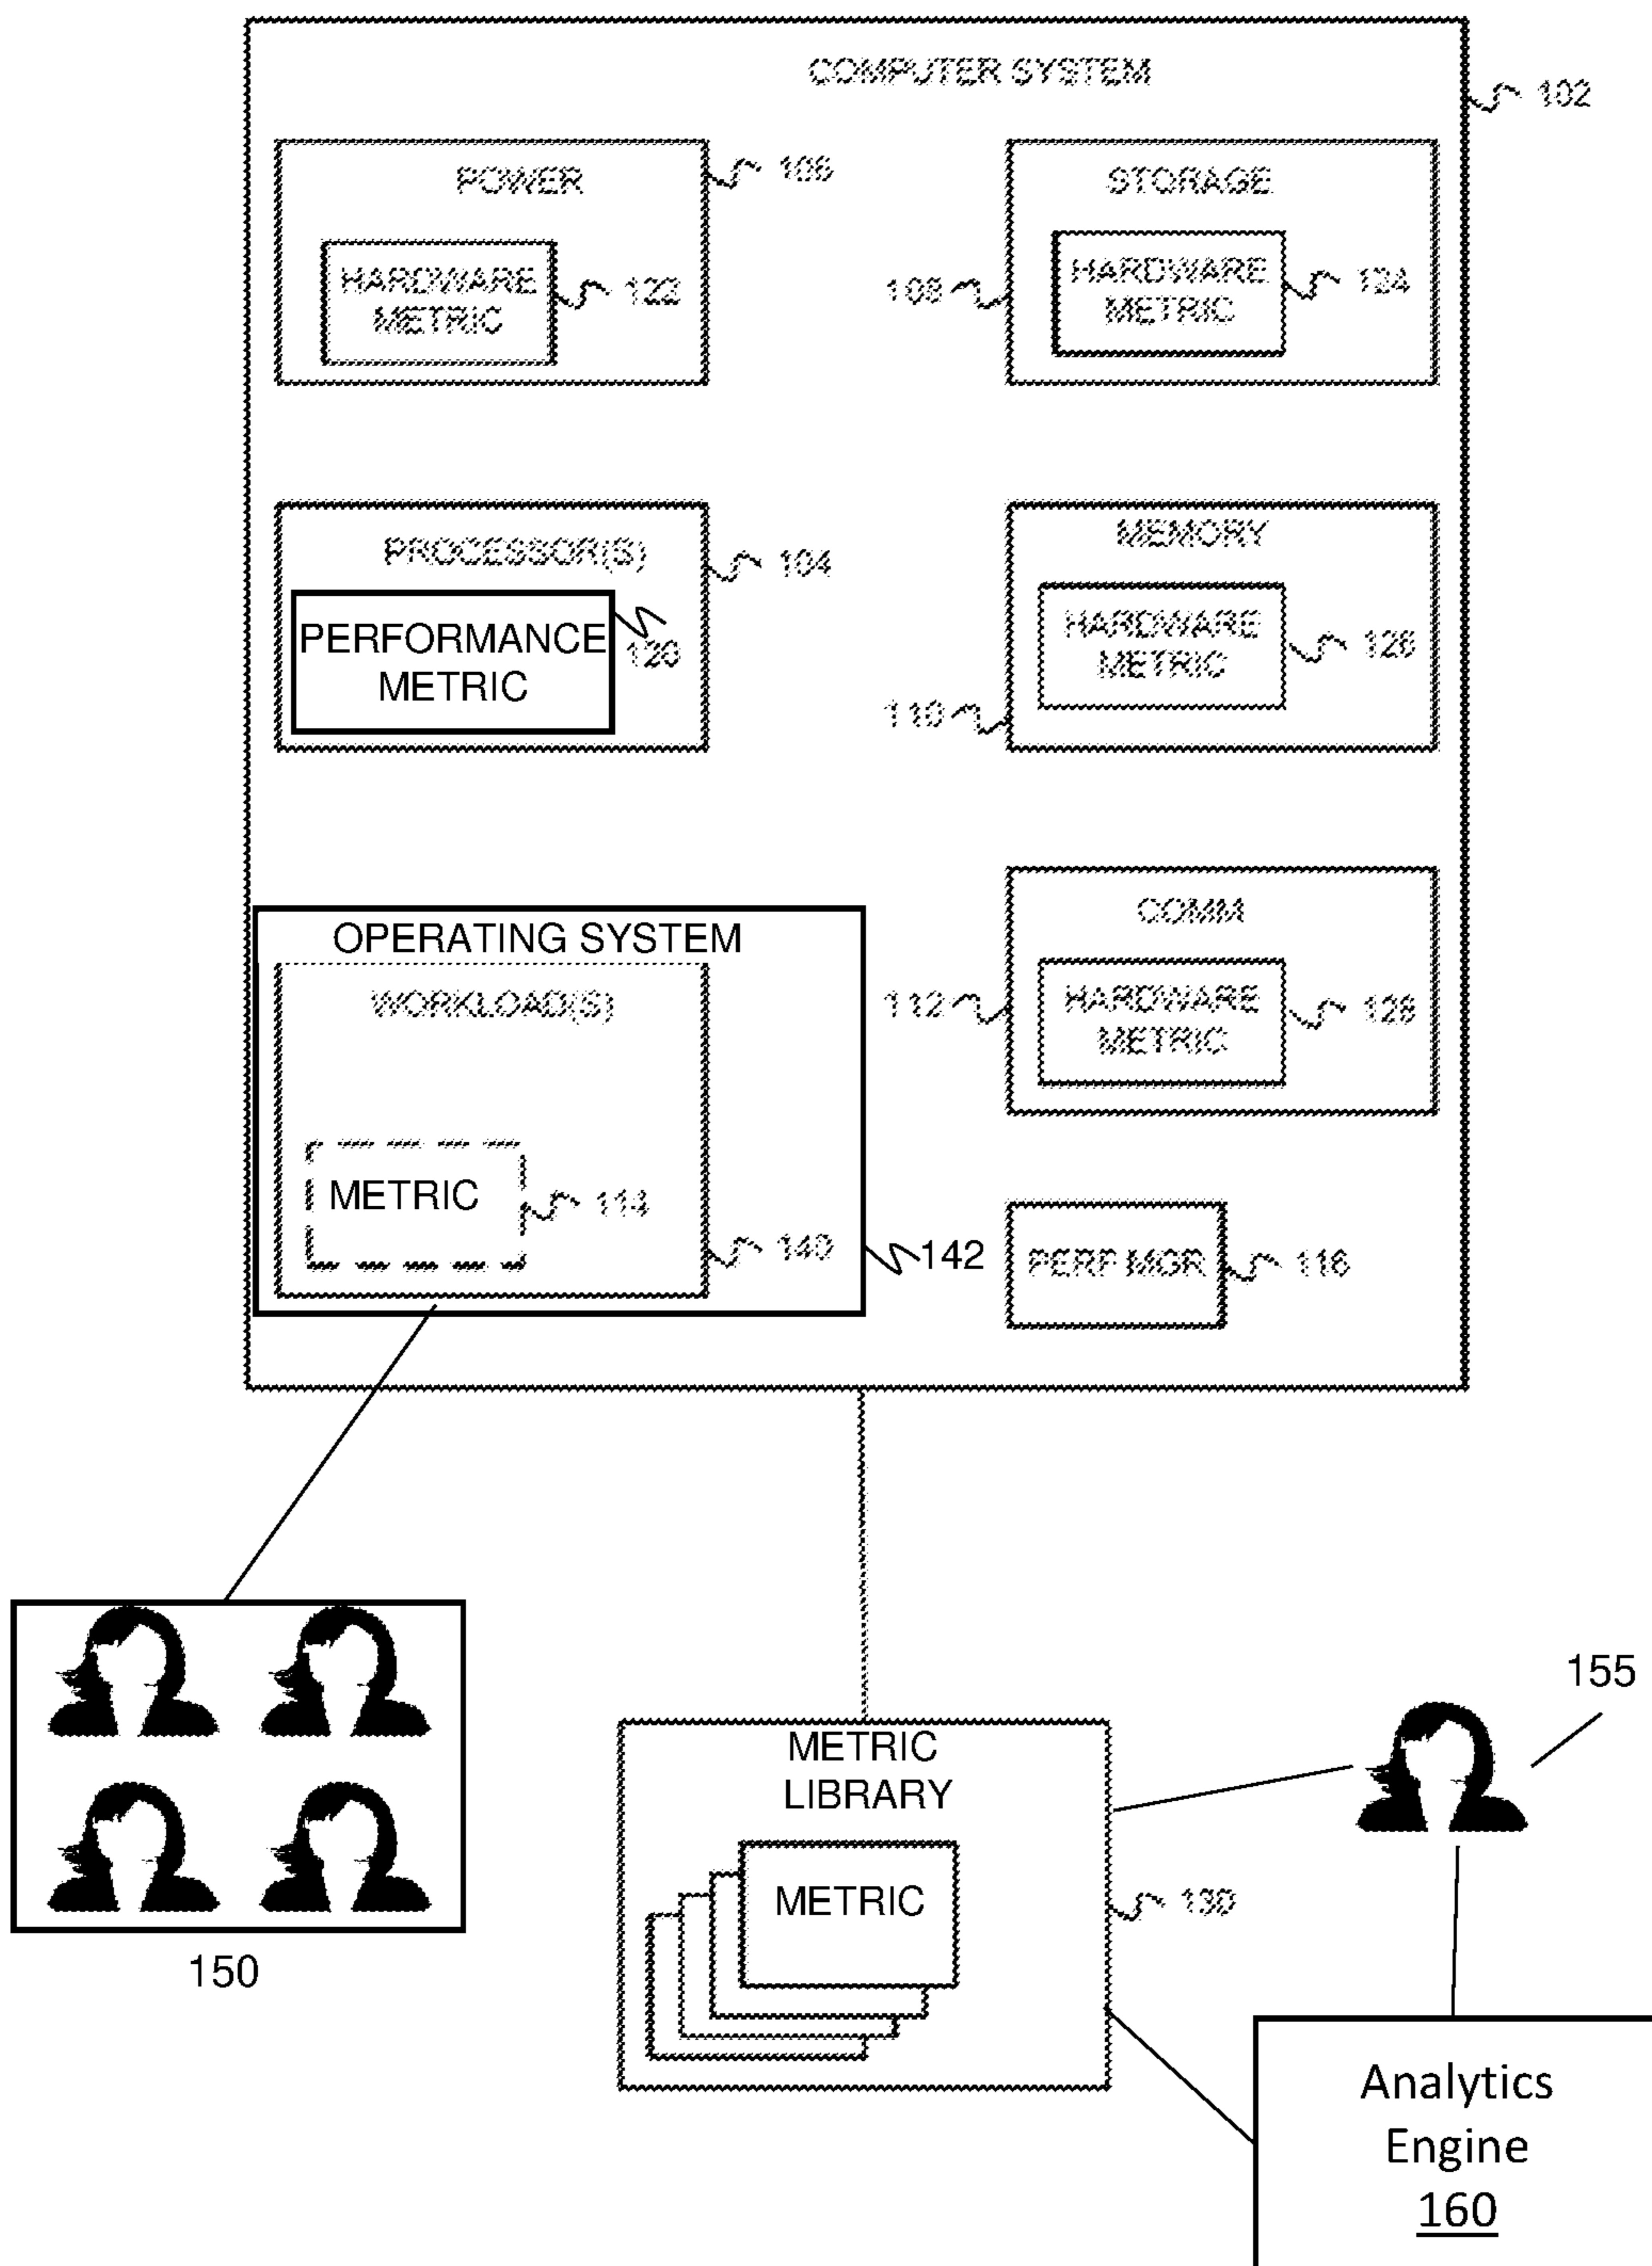 COMPUTER SYSTEM
102
POWER
106
HARDWARE
METRIC
122
STORAGE
108
HARDWARE
METRIC
124
PROCESSOR(S)
104
PERFORMANCE
METRIC
120
MEMORY
HARDWARE
METRIC
126
110
OPERATING SYSTEM
WORKLOAD(S)
METRIC
114
140
142
COMM
112
HARDWARE
METRIC
128
PERF MGR
116
150
METRIC
LIBRARY
METRIC
130
155
Analytics
Engine
160